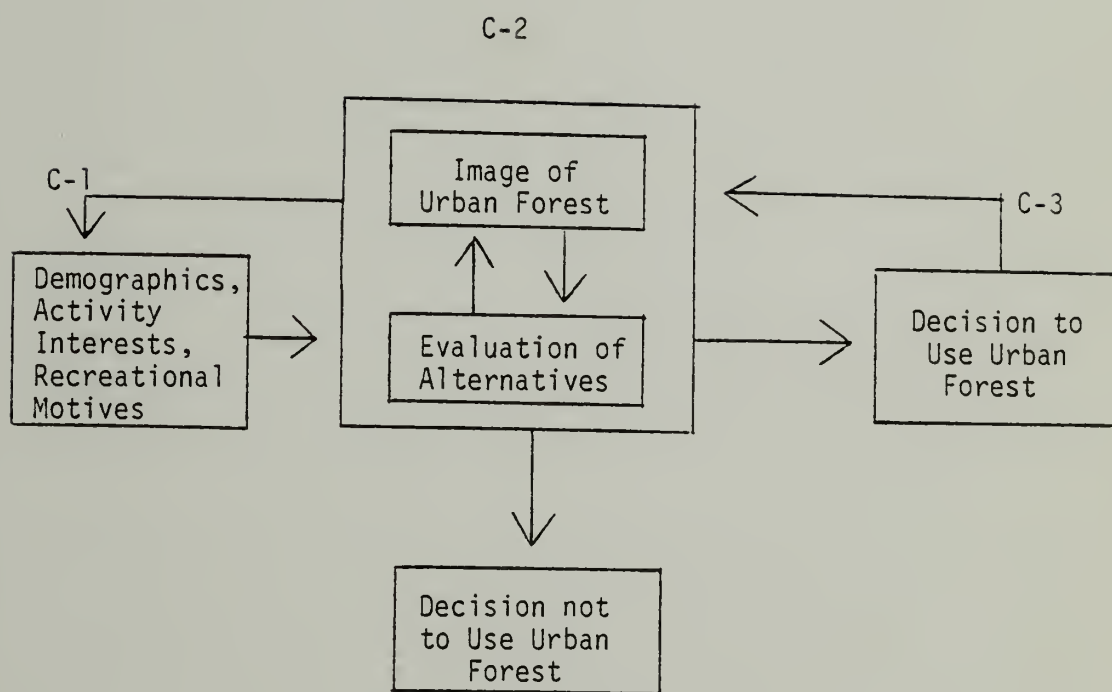 C-2
C-1
Image of
Urban Forest
C-3
Demographics,
Activity
Interests,
Recreational
Motives
Evaluation of
Alternatives
Decision to
Use Urban
Forest
Decision not
to Use Urban
Forest